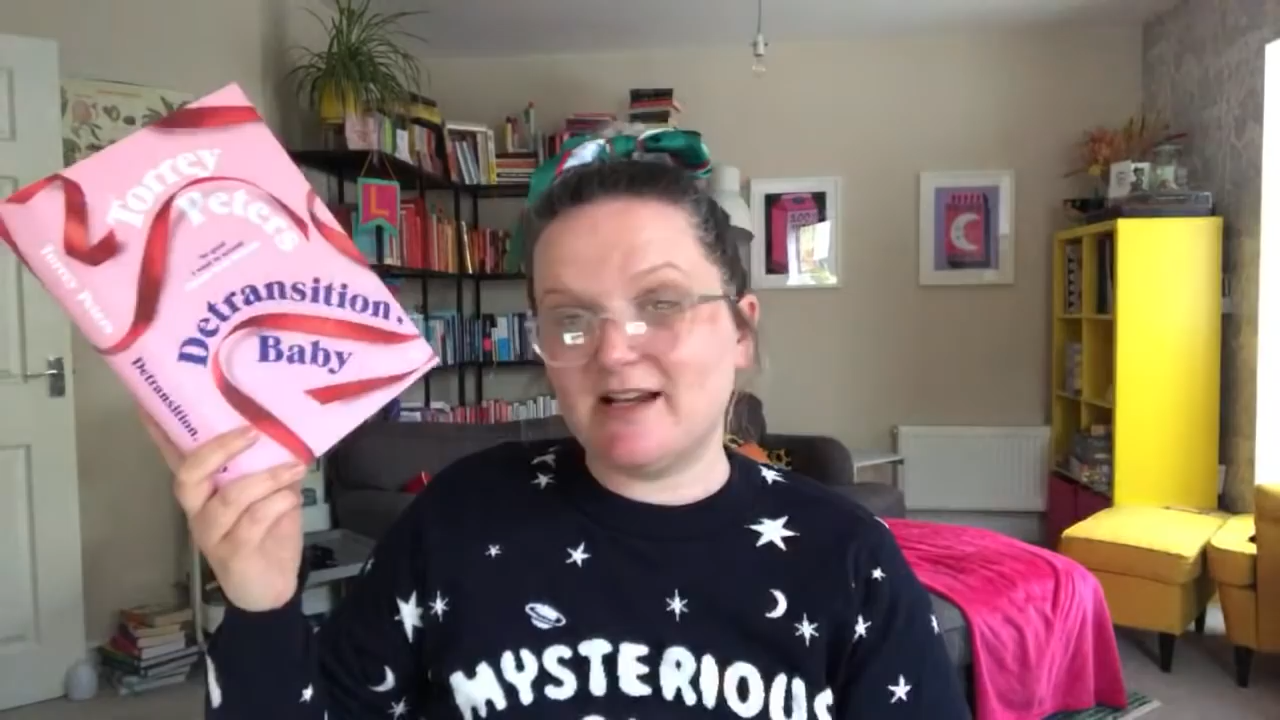 Torrey
Peters
Detransition,
Baby
Torrey Peters
Detransition,
L
MYSTERIOUS